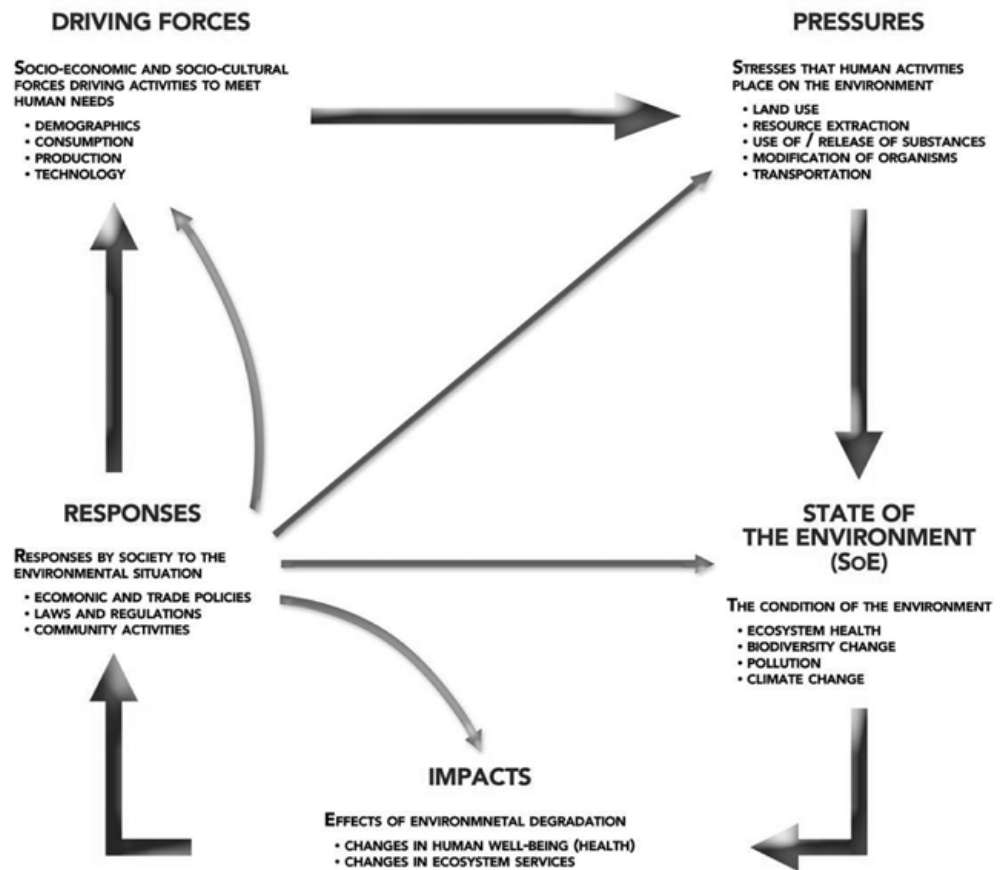 DRIVING FORCES
SOCIO-ECONOMIC AND SOCIO-CULTURAL
FORCES DRIVING ACTIVITIES TO MEET
HUMAN NEEDS
• DEMOGRAPHICS
• CONSUMPTION
• PRODUCTION
• TECHNOLOGY
PRESSURES
STRESSES THAT HUMAN ACTIVITIES
PLACE ON THE ENVIRONMENT
• LAND USE
• RESOURCE EXTRACTION
• USE OF / RELEASE OF SUBSTANCES
• MODIFICATION OF ORGANISMS
• TRANSPORTATION
RESPONSES
RESPONSES BY SOCIETY TO THE
ENVIRONMENTAL SITUATION
• ECOMONIC AND TRADE POLICIES
• LAWS AND REGULATIONS
• COMMUNITY ACTIVITIES
STATE OF
THE ENVIRONMENT
(SOE)
THE CONDITION OF THE ENVIRONMENT
• ECOSYSTEM HEALTH
• BIODIVERSITY CHANGE
• POLLUTION
• CLIMATE CHANGE
IMPACTS
EFFECTS OF ENVIRONMNETAL DEGRADATION
• CHANGES IN HUMAN WELL-BEING (HEALTH)
• CHANGES IN ECOSYSTEM SERVICES